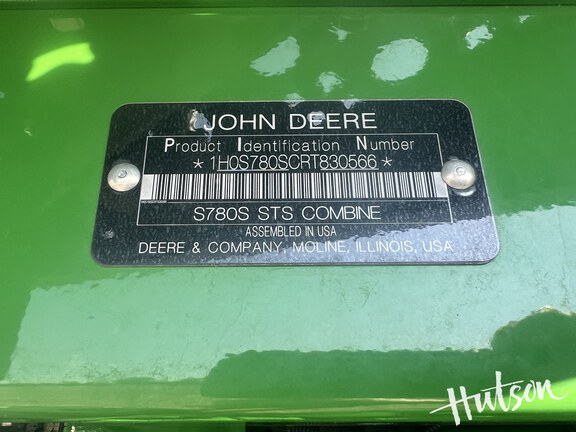 JOHN DEERE
Product Identification Number
*1H0S780SCRT830566*
S780S STS COMBINE
ASSEMBLED IN USA
DEERE & COMPANY, MOLINE, ILLINOIS, USA
Hutson